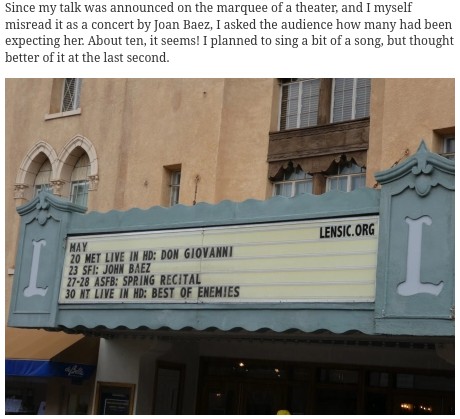 Since my talk was announced on the marquee of a theater, and I myself
misread it as a concert by Joan Baez, I asked the audience how many had been
expecting her. About ten, it seems! I planned to sing a bit of a song, but thought
better of it at the last second.
LENSIC.ORG
MAY
20 MET LIVE IN HD: DON GIOVANNI
23 SFI: JOHN BAEZ
27-28 ASFB: SPRING RECITAL
30 NT LIVE IN HD: BEST OF ENEMIES
L
L